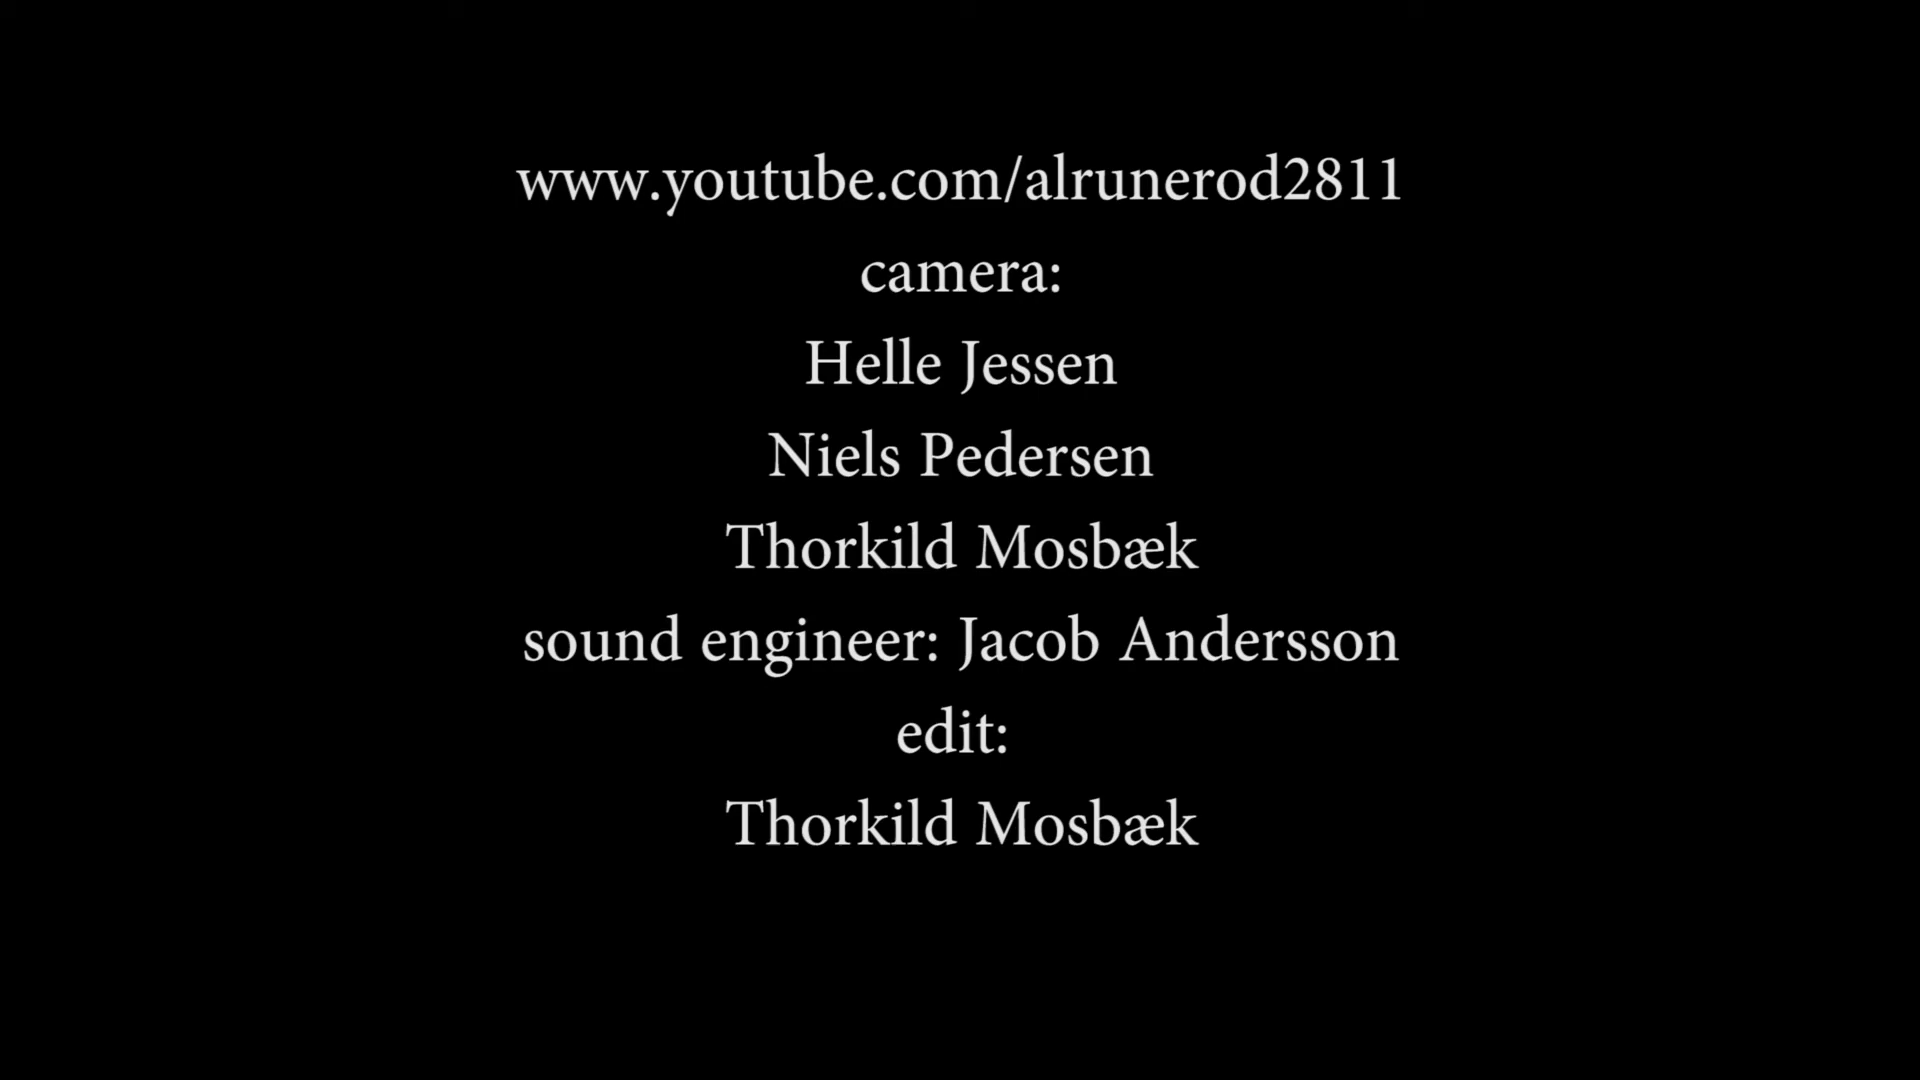 www.youtube.com/alrunerod2811
camera:
Helle Jessen
Niels Pedersen
Thorkild Mosbæk
sound engineer: Jacob Andersson
edit:
Thorkild Mosbæk